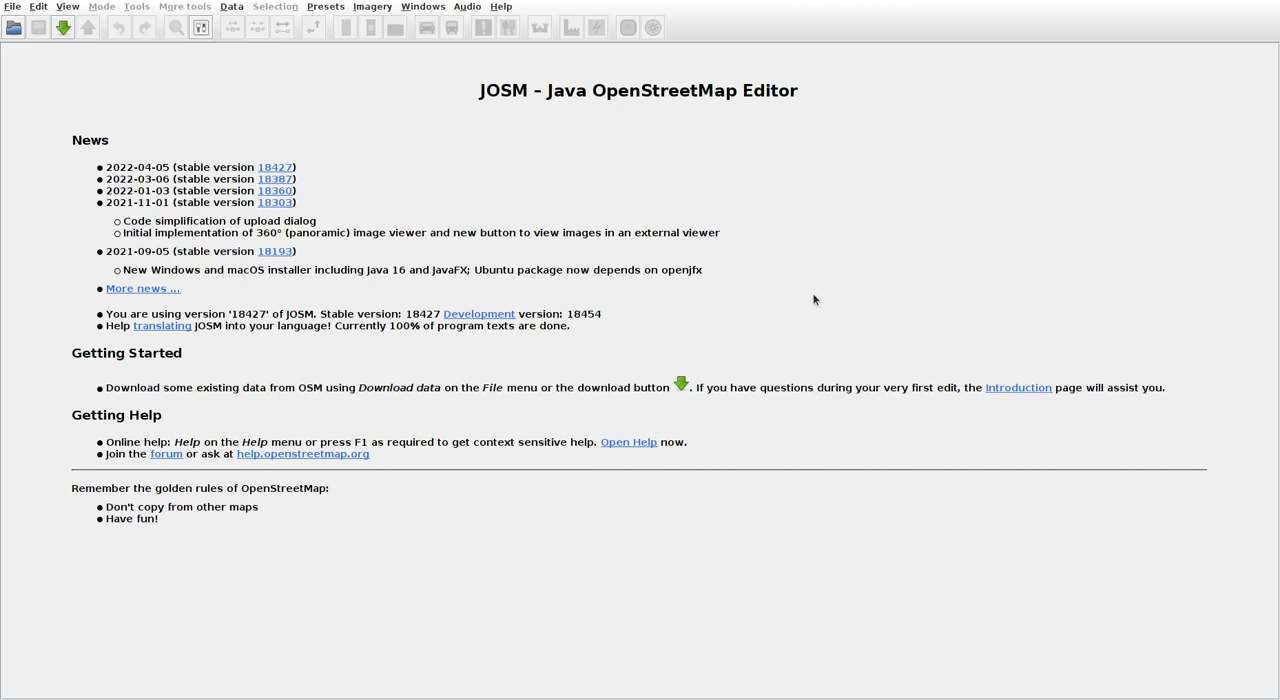 File Edit View Mode Tools More tools Data Selection Presets Imagery Windows Audio Help
JOSM – Java OpenStreetMap Editor
News
2022-04-05 (stable version 18427)
2022-03-06 (stable version 18387)
2022-01-03 (stable version 18360)
2021-11-01 (stable version 18303)
Code simplification of upload dialog
Initial implementation of 360° (panoramic) image viewer and new button to view images in an external viewer
2021-09-05 (stable version 18193)
New Windows and macOS installer including Java 16 and JavaFX; Ubuntu package now depends on openjfx
More news ...
You are using version '18427' of JOSM. Stable version: 18427 Development version: 18454
Help translating JOSM into your language! Currently 100% of program texts are done.
Getting Started
Download some existing data from OSM using Download data on the File menu or the download button . If you have questions during your very first edit, the Introduction page will assist you.
Getting Help
Online help: Help on the Help menu or press F1 as required to get context sensitive help. Open Help now.
Join the forum or ask at help.openstreetmap.org
Remember the golden rules of OpenStreetMap:
Don't copy from other maps
Have fun!